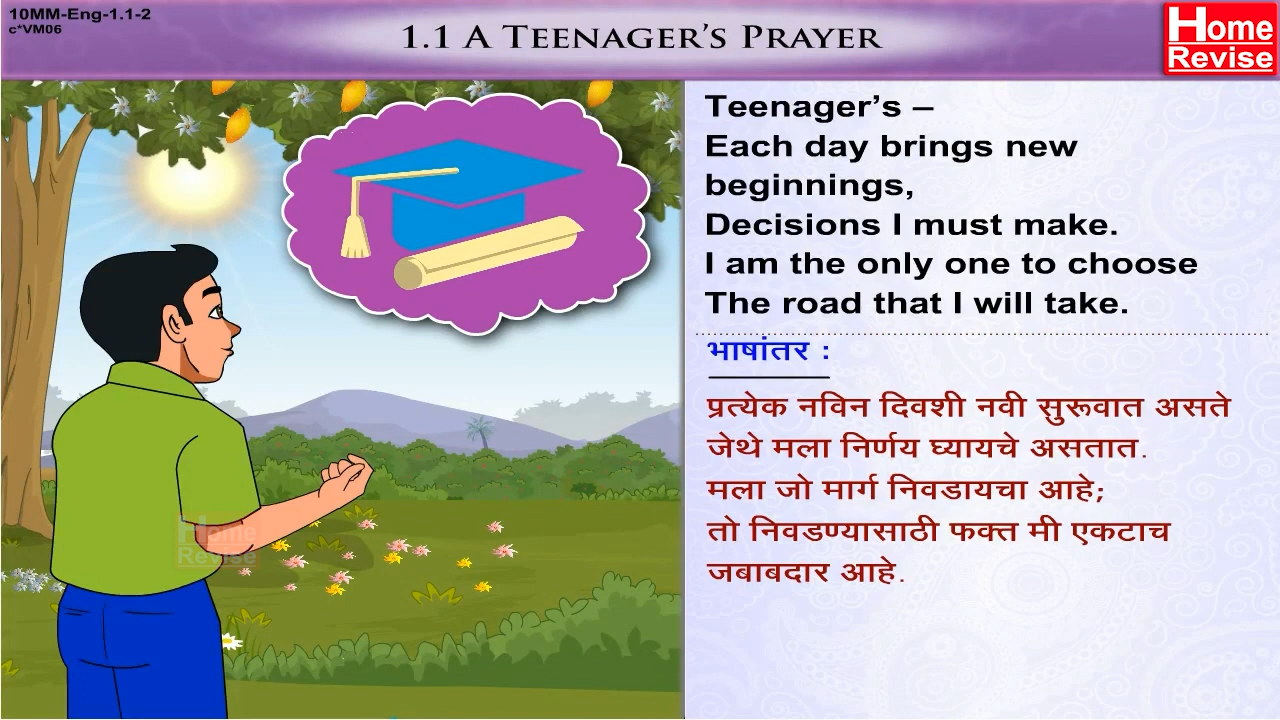 10MM-Eng-1.1-2
c*VM06
1.1 A TEENAGER'S PRAYER
Home
Revise
Teenager's –
Each day brings new
beginnings,
Decisions I must make.
I am the only one to choose
The road that I will take.
भाषांतर :
प्रत्येक नविन दिवशी नवी सुरूवात असते
जेथे मला निर्णय घ्यायचे असतात.
मला जो मार्ग निवडायचा आहे;
तो निवडण्यासाठी फक्त मी एकटाच
जबाबदार आहे.
Home
Revise